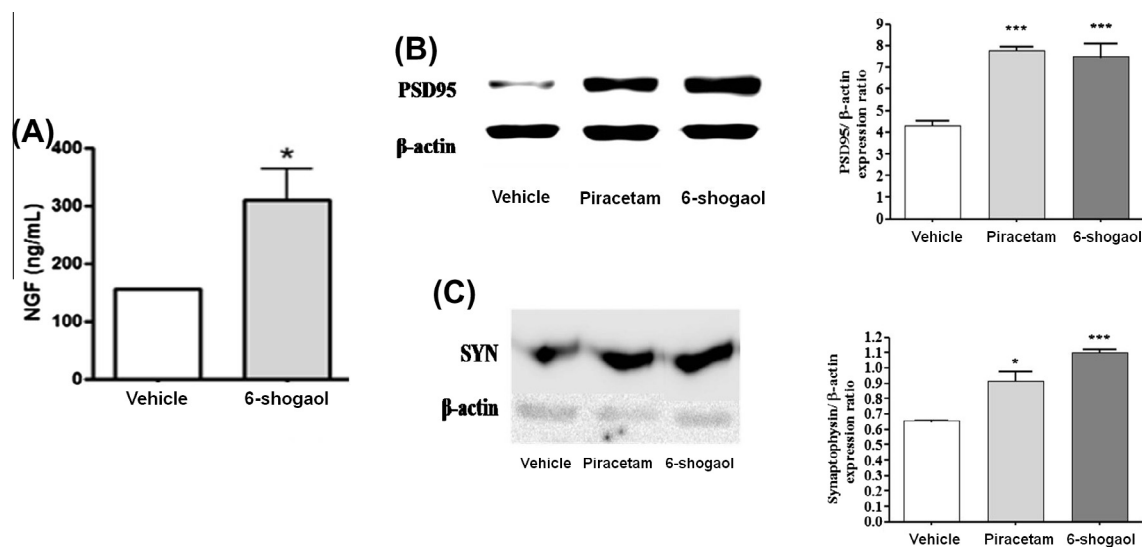 (A)
400
300
200
100
0
NGF (ng/mL)
*
Vehicle
6-shogaol
(B)
PSD95
β-actin
Vehicle
Piracetam
6-shogaol
9
8
7
6
5
4
3
2
1
0
PSD95/ β-actin
expression ratio
***
***
Vehicle
Piracetam
6-shogaol
(C)
SYN
β-actin
Vehicle
Piracetam
6-shogaol
1.2
1.1
1.0
0.9
0.8
0.7
0.6
0.5
0.4
0.3
0.2
0.1
0.0
Synaptophysin/ β-actin
expression ratio
*
***
Vehicle
Piracetam
6-shogaol